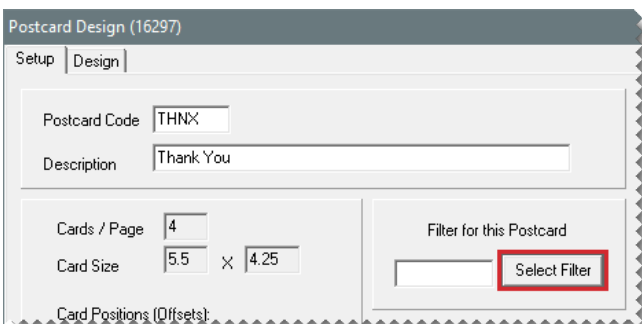 Postcard Design (16297)
Setup Design
Postcard Code THNX
Description Thank You
Cards / Page 4
Card Size 5.5 X 4.25
Card Positions (Offsets):
Filter for this Postcard
Select Filter